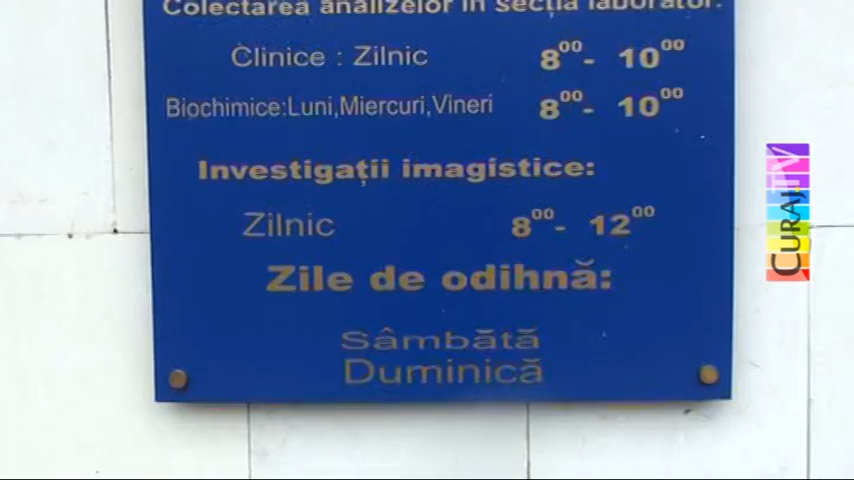 Colectarea analizelor în secția laborator:
Clinice : Zilnic 8⁰⁰- 10⁰⁰
Biochimice:Luni,Miercuri,Vineri 8⁰⁰- 10⁰⁰
Investigații imagistice:
Zilnic 8⁰⁰- 12⁰⁰
Zile de odihnă:
Sâmbătă
Duminică
CURAJ.TV